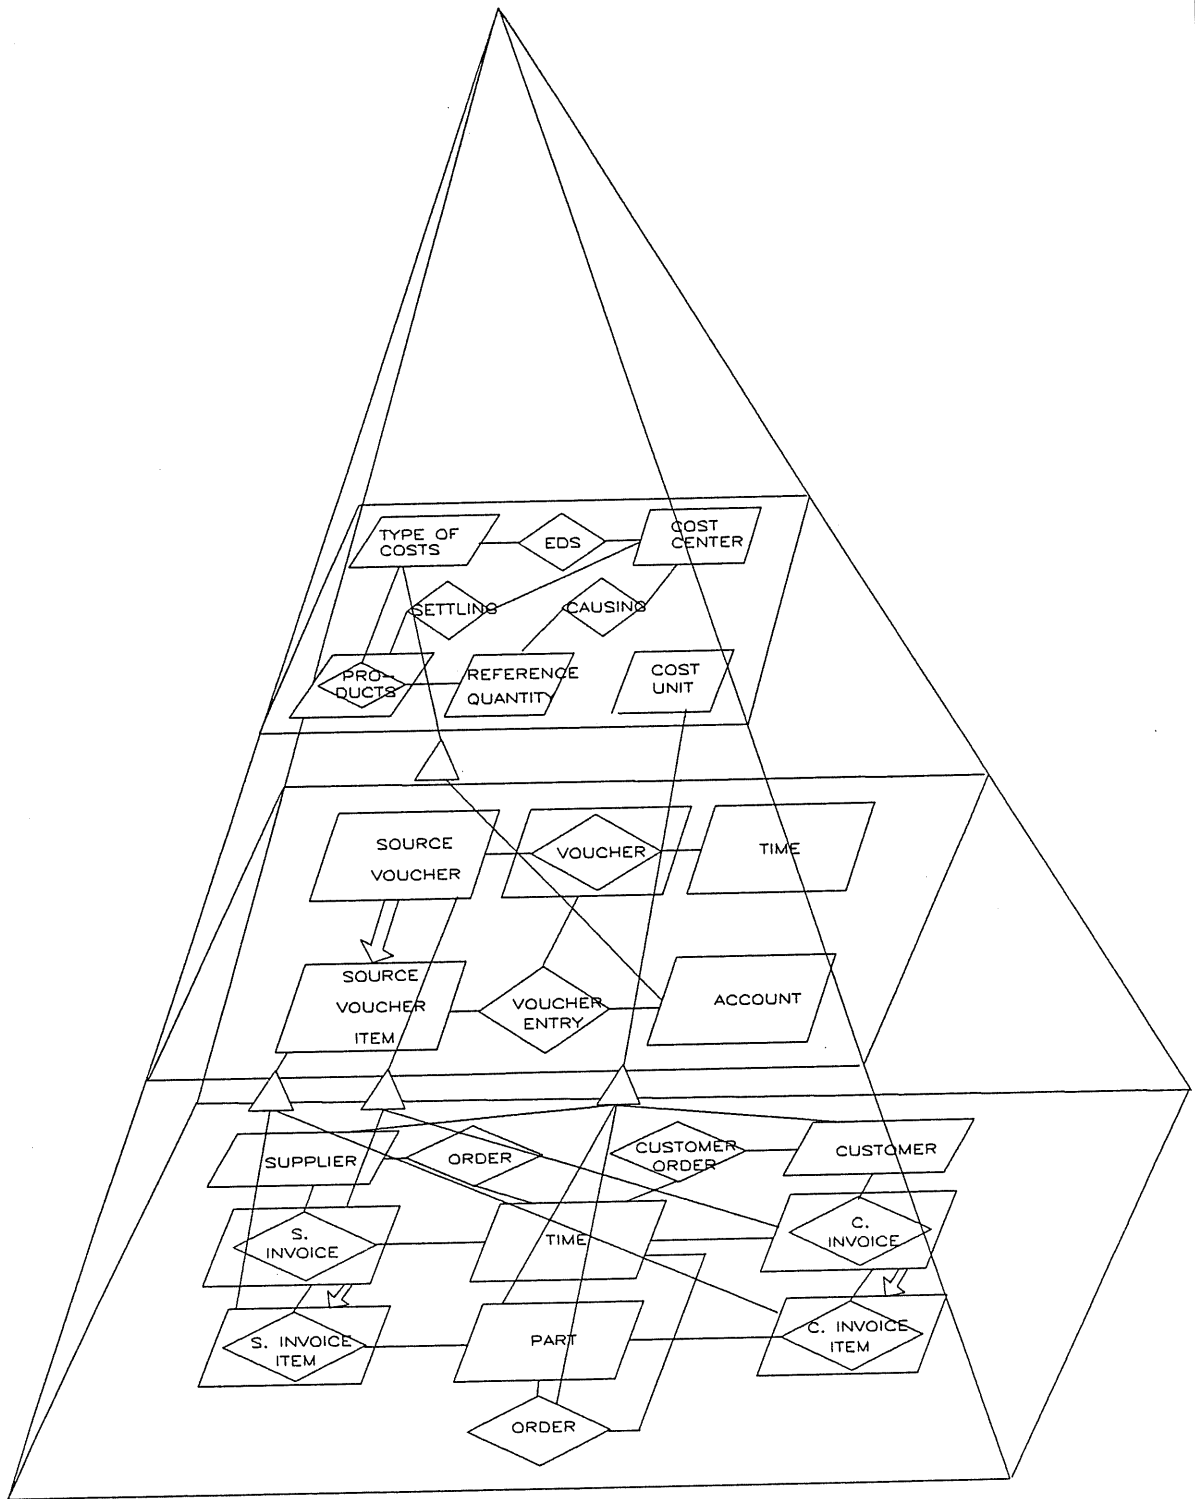 TYPE OF
COSTS
EDS
COST
CENTER
SETTLING
CAUSING
PRO-
DUCTS
REFERENCE
QUANTITY
COST
UNIT
SOURCE
VOUCHER
VOUCHER
TIME
SOURCE
VOUCHER
ITEM
VOUCHER
ENTRY
ACCOUNT
SUPPLIER
ORDER
CUSTOMER
ORDER
CUSTOMER
S.
INVOICE
TIME
C.
INVOICE
S. INVOICE
ITEM
PART
C. INVOICE
ITEM
ORDER